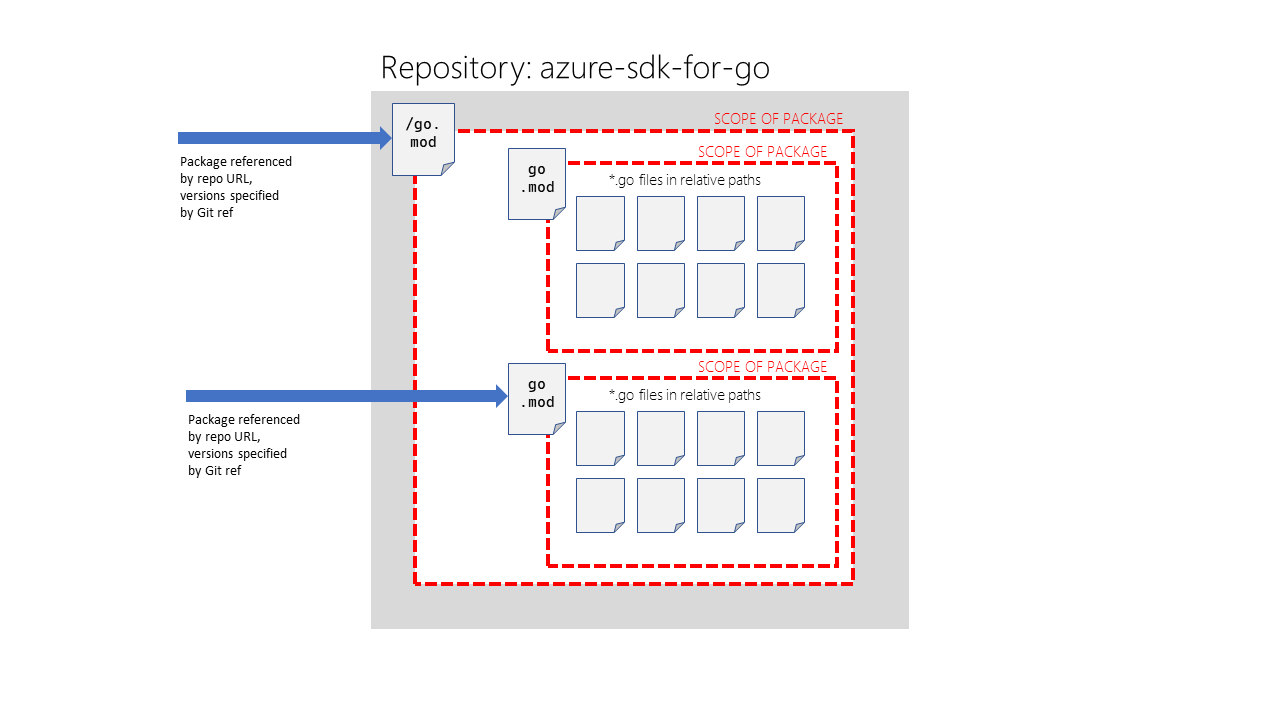 Repository: azure-sdk-for-go
/go.
mod
SCOPE OF PACKAGE
Package referenced
by repo URL,
versions specified
by Git ref
go
.mod
SCOPE OF PACKAGE
*.go files in relative paths
go
.mod
SCOPE OF PACKAGE
*.go files in relative paths
Package referenced
by repo URL,
versions specified
by Git ref